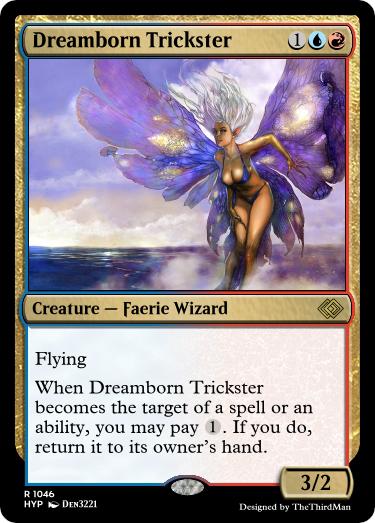 Dreamborn Trickster 1
Creature — Faerie Wizard
Flying
When Dreamborn Trickster
becomes the target of a spell or an
ability, you may pay 1. If you do,
return it to its owner's hand.
3/2
R 1046
HYP Den3221
Designed by TheThirdMan